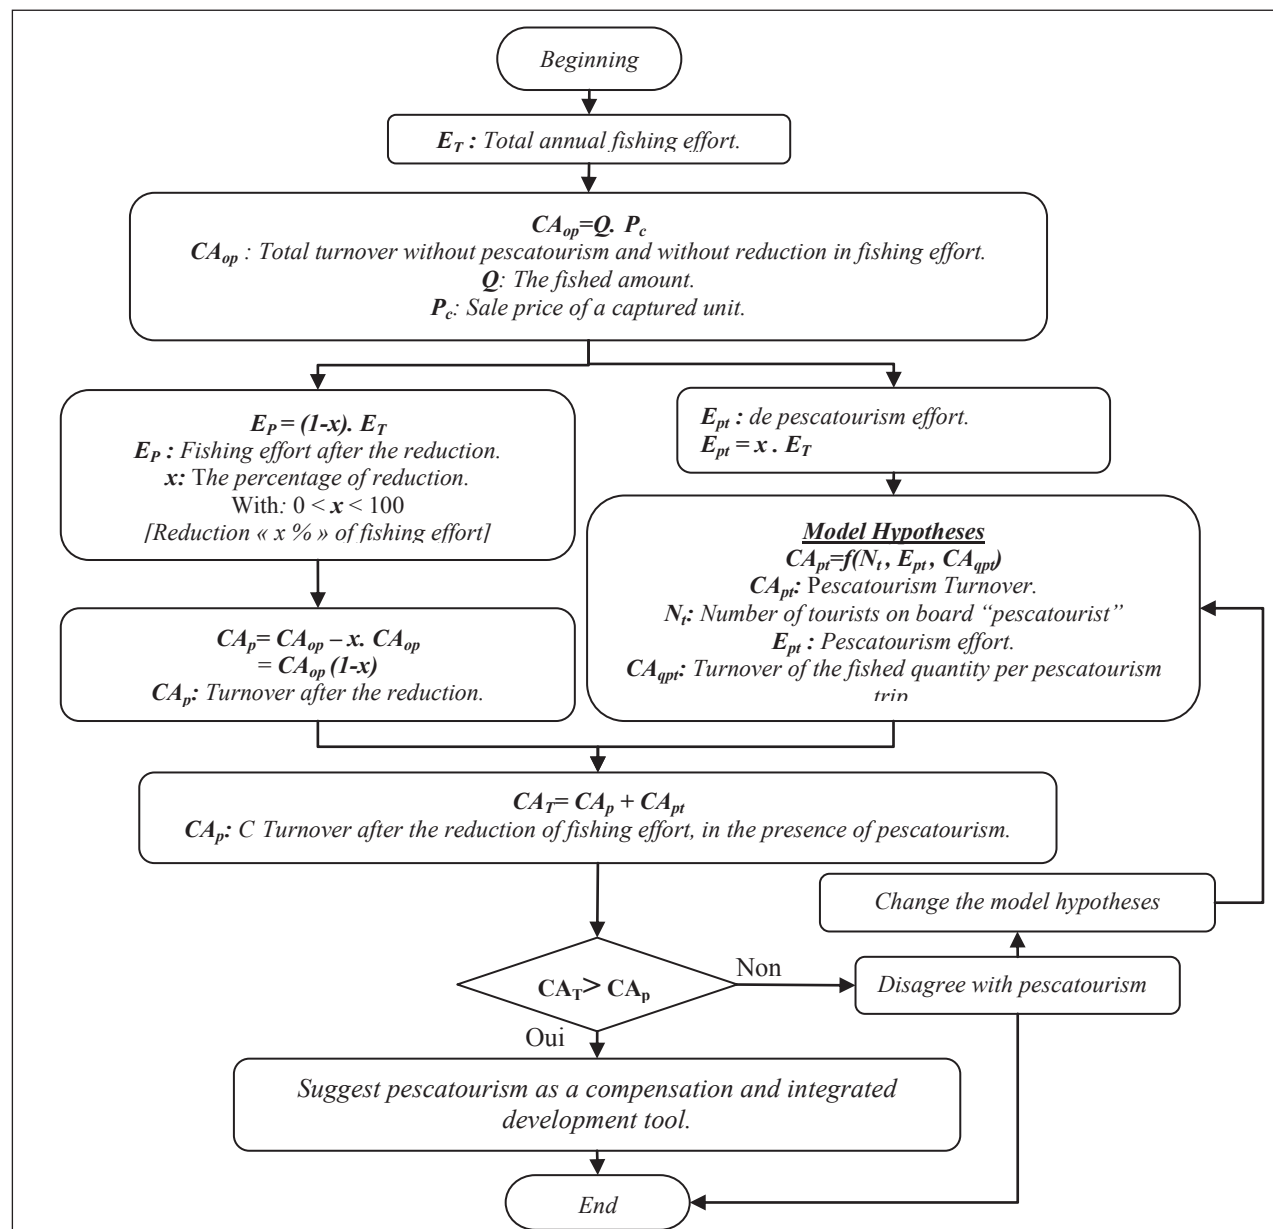 Beginning
E_T : Total annual fishing effort.
CA_op=Q. P_c
CA_op : Total turnover without pescatourism and without reduction in fishing effort.
Q: The fished amount.
P_c: Sale price of a captured unit.
E_P = (1-x). E_T
E_P : Fishing effort after the reduction.
x: The percentage of reduction.
With: 0 < x < 100
[Reduction « x % » of fishing effort]
E_pt : de pescatourism effort.
E_pt = x . E_T
Model Hypotheses
CA_pt=f(N_t , E_pt , CA_qpt)
CA_pt: Pescatourism Turnover.
N_t: Number of tourists on board “pescatourist”
E_pt : Pescatourism effort.
CA_qpt: Turnover of the fished quantity per pescatourism
trip
CA_p= CA_op – x. CA_op
= CA_op (1-x)
CA_p: Turnover after the reduction.
CA_T= CA_p + CA_pt
CA_p: C Turnover after the reduction of fishing effort, in the presence of pescatourism.
Change the model hypotheses
CA_T> CA_p
Non
Disagree with pescatourism
Oui
Suggest pescatourism as a compensation and integrated
development tool.
End